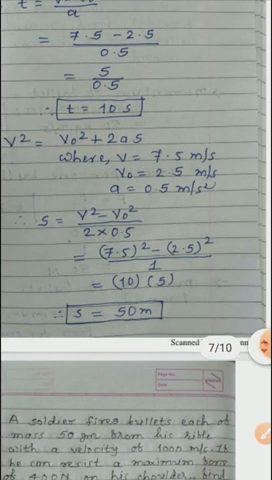 t = a
= 7.5 - 2.5 / 0.5
= 5 / 0.5
∴ t = 10 s
V² = V₀² + 2as
where, V = 7.5 m/s
V₀ = 2.5 m/s
a = 0.5 m/s²
∴ s = V² - V₀² / 2 × 0.5
= (7.5)² - (2.5)² / 1
= (10) (5)
∴ s = 50 m
Scanned 7/10
Page No.
A soldier fires bullets each of
mass 50 gm from his rifle
with a velocity of 1000 m/s. If
he can resist a maximum force
of 400N on his shoulder, find